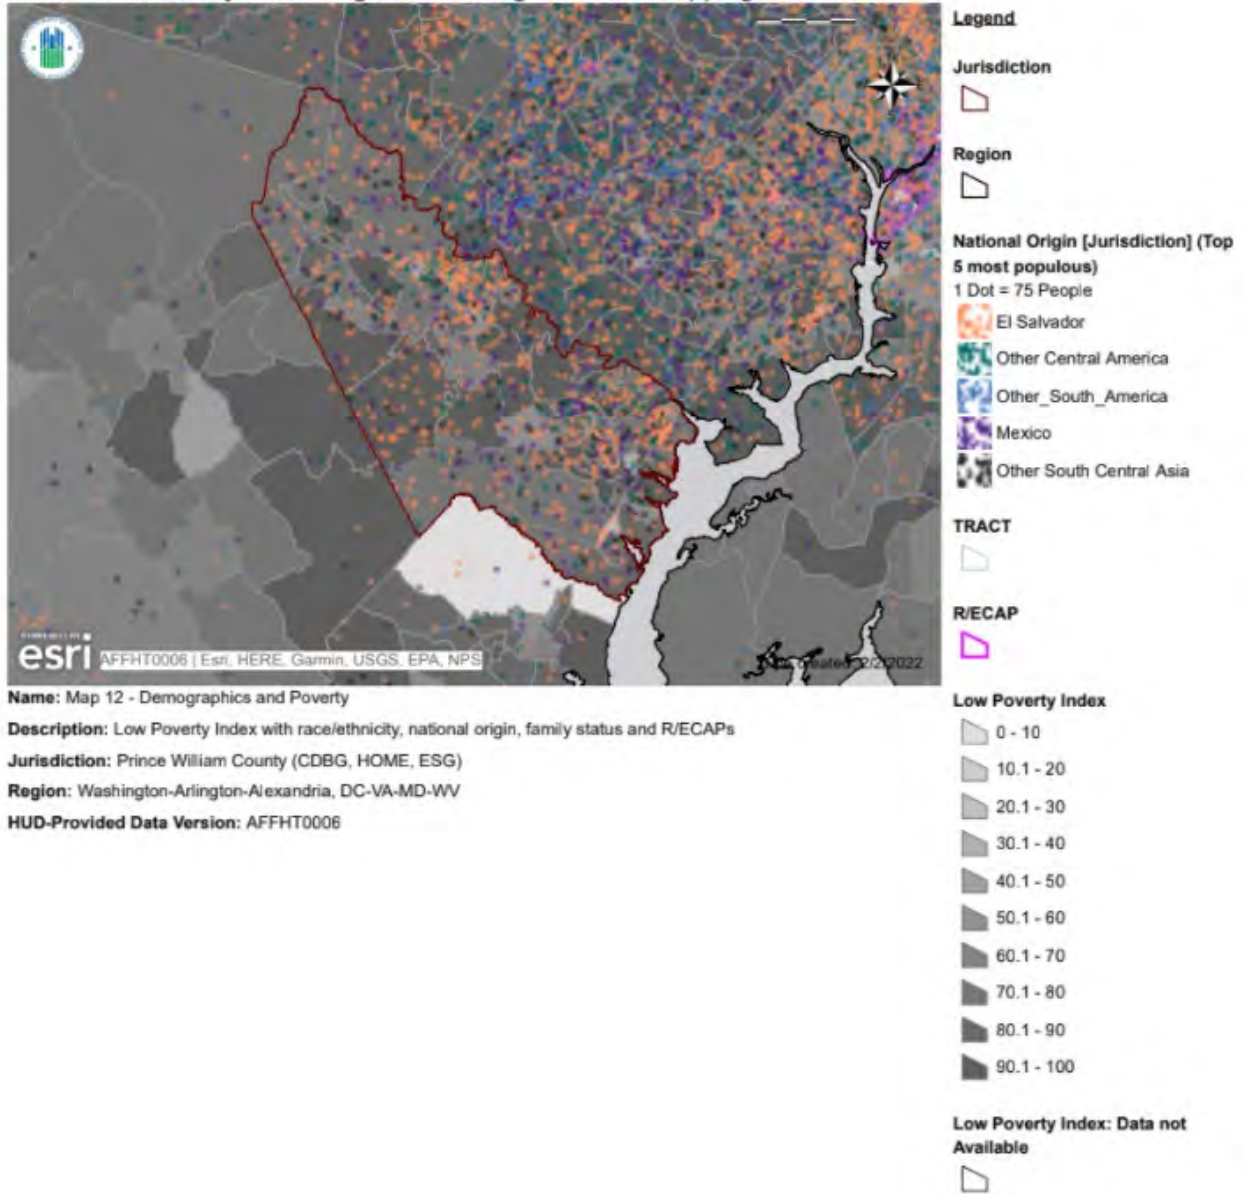 Legend
Jurisdiction
Region
National Origin [Jurisdiction] (Top
5 most populous)
1 Dot = 75 People
El Salvador
Other Central America
Other_South_America
Mexico
Other South Central Asia
TRACT
R/ECAP
Low Poverty Index
0 - 10
10.1 - 20
20.1 - 30
30.1 - 40
40.1 - 50
50.1 - 60
60.1 - 70
70.1 - 80
80.1 - 90
90.1 - 100
Low Poverty Index: Data not
Available
esri
AFFHT0006 | Esri, HERE, Garmin, USGS, EPA, NPS
created: 2/2/2022
Name: Map 12 - Demographics and Poverty
Description: Low Poverty Index with race/ethnicity, national origin, family status and R/ECAPs
Jurisdiction: Prince William County (CDBG, HOME, ESG)
Region: Washington-Arlington-Alexandria, DC-VA-MD-WV
HUD-Provided Data Version: AFFHT0006